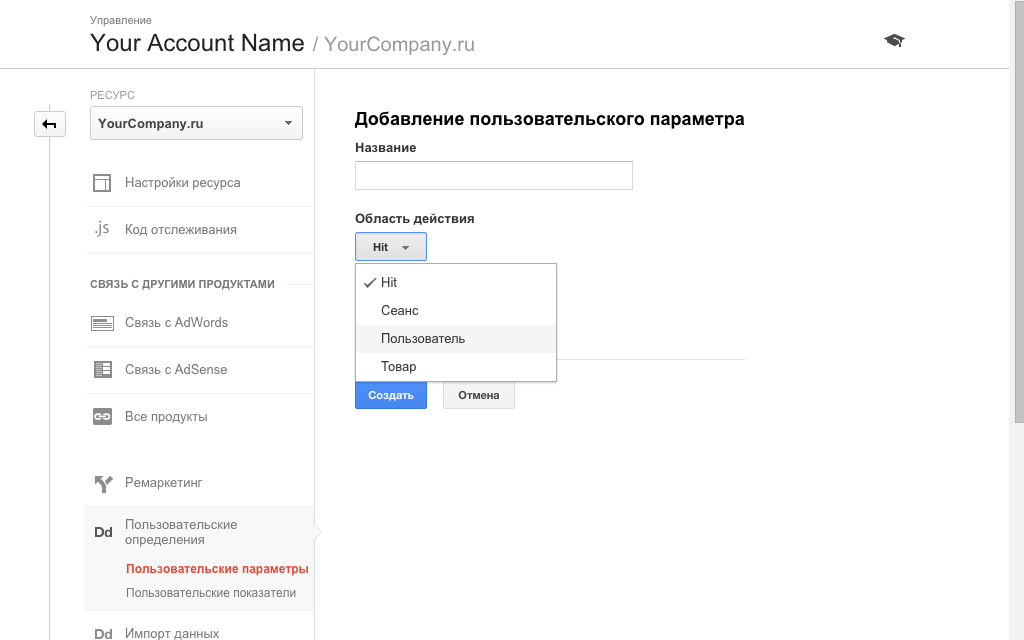 Управление
Your Account Name / YourCompany.ru
РЕСУРС
YourCompany.ru
Настройки ресурса
.js Код отслеживания
СВЯЗЬ С ДРУГИМИ ПРОДУКТАМИ
Связь с AdWords
Связь с AdSense
Все продукты
Ремаркетинг
Dd Пользовательские
определения
Пользовательские параметры
Пользовательские показатели
Dd Импорт данных
Добавление пользовательского параметра
Название
Область действия
Hit
Hit
Сеанс
Пользователь
Товар
Создать Отмена